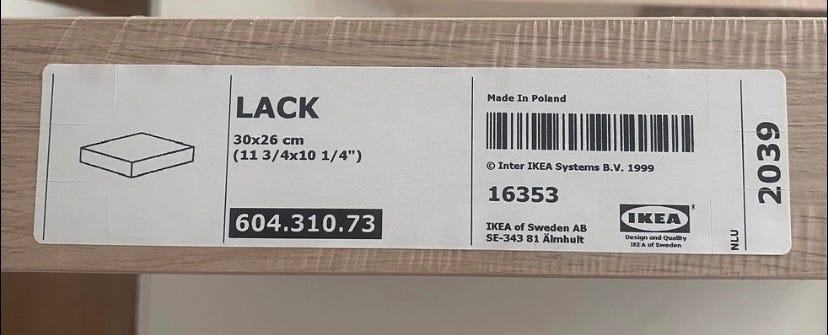 LACK
30x26 cm
(11 3/4x10 1/4")
604.310.73
Made In Poland
© Inter IKEA Systems B.V. 1999
16353
IKEA of Sweden AB
SE-343 81 Älmhult
IKEA
Design and Quality
IKEA of Sweden
NLU
2039